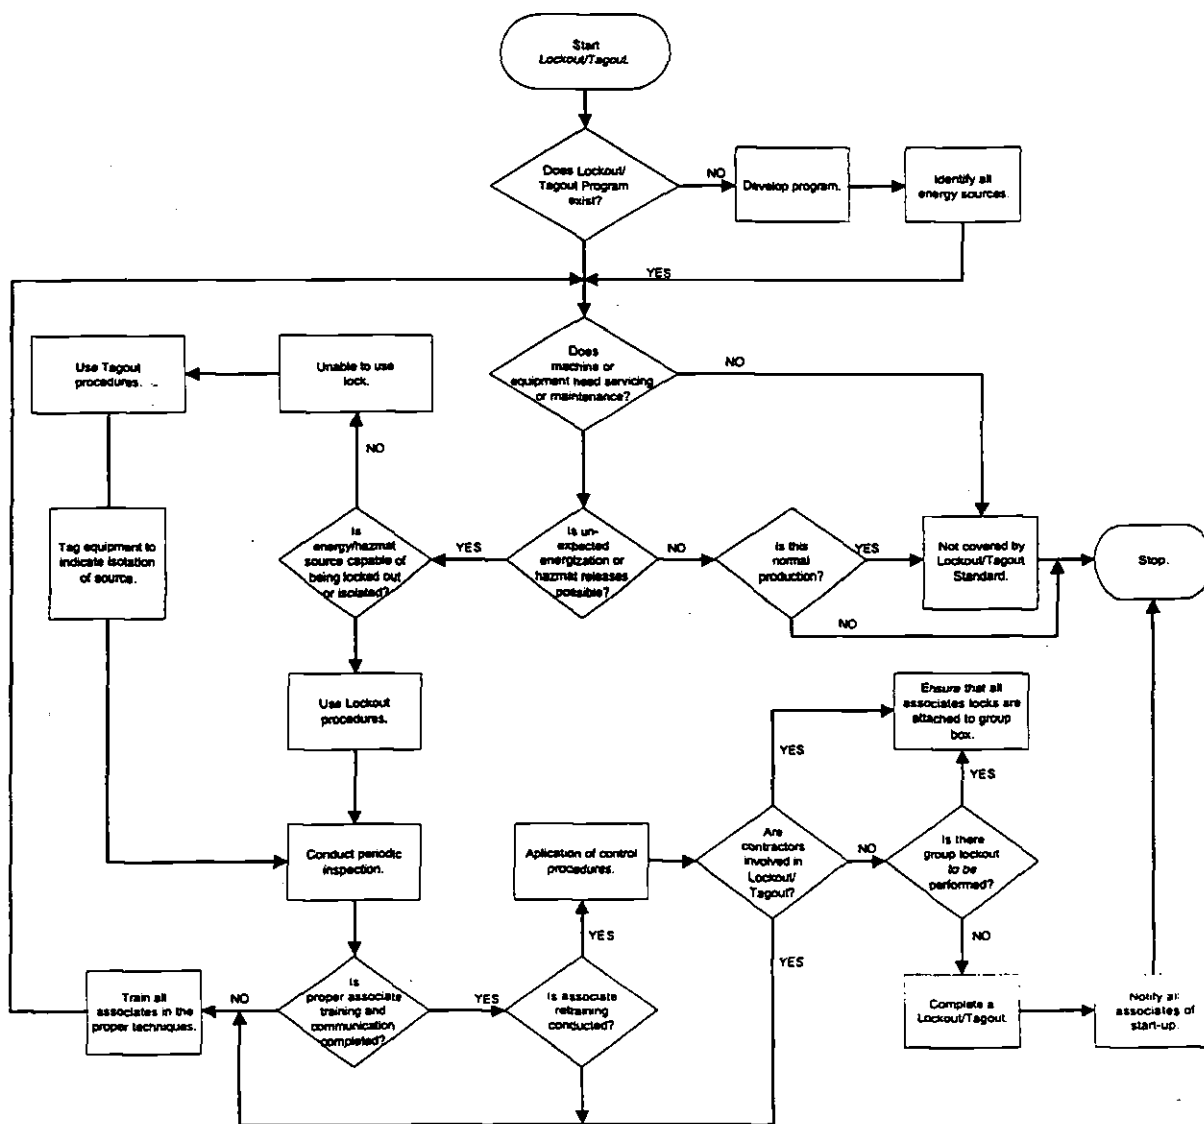 Start
Lockout/Tagout.
Does Lockout/
Tagout Program
exist?
NO
Develop program.
Identify all
energy sources.
YES
Does
machine or
equipment need servicing
or maintenance?
NO
Unable to use
lock.
Use Tagout
procedures.
NO
Tag equipment to
indicate isolation
of source.
Is
energy/hazmat
source capable of
being locked out
or isolated?
YES
Is un-
expected
energization or
hazmat releases
possible?
NO
Is this
normal
production?
YES
Not covered by
Lockout/Tagout
Standard.
Stop.
NO
Use Lockout
procedures.
Ensure that all
associates locks are
attached to group
box.
YES
YES
Conduct periodic
inspection.
Aplication of control
procedures.
Are
contractors
involved in
Lockout/
Tagout?
NO
Is there
group lockout
to be
performed?
YES
NO
YES
Train all
associates in the
proper techniques.
NO
Is
proper associate
training and
communication
completed?
YES
Is associate
retraining
conducted?
Complete a
Lockout/Tagout.
Notify all
associates of
start-up.